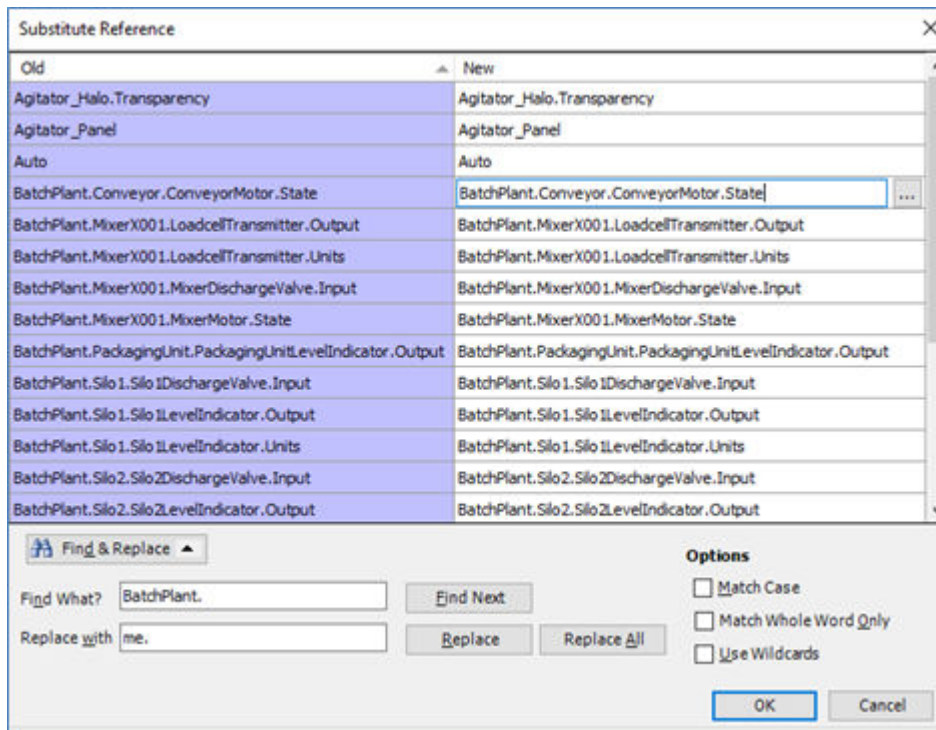 Substitute Reference
Old New
Agitator_Halo.Transparency Agitator_Halo.Transparency
Agitator_Panel Agitator_Panel
Auto Auto
BatchPlant.Conveyor.ConveyorMotor.State BatchPlant.Conveyor.ConveyorMotor.State ...
BatchPlant.MixerX001.LoadcellTransmitter.Output BatchPlant.MixerX001.LoadcellTransmitter.Output
BatchPlant.MixerX001.LoadcellTransmitter.Units BatchPlant.MixerX001.LoadcellTransmitter.Units
BatchPlant.MixerX001.MixerDischargeValve.Input BatchPlant.MixerX001.MixerDischargeValve.Input
BatchPlant.MixerX001.MixerMotor.State BatchPlant.MixerX001.MixerMotor.State
BatchPlant.PackagingUnit.PackagingUnitLevelIndicator.Output BatchPlant.PackagingUnit.PackagingUnitLevelIndicator.Output
BatchPlant.Silo1.Silo1DischargeValve.Input BatchPlant.Silo1.Silo1DischargeValve.Input
BatchPlant.Silo1.Silo1LevelIndicator.Output BatchPlant.Silo1.Silo1LevelIndicator.Output
BatchPlant.Silo1.Silo1LevelIndicator.Units BatchPlant.Silo1.Silo1LevelIndicator.Units
BatchPlant.Silo2.Silo2DischargeValve.Input BatchPlant.Silo2.Silo2DischargeValve.Input
BatchPlant.Silo2.Silo2LevelIndicator.Output BatchPlant.Silo2.Silo2LevelIndicator.Output
Find & Replace
Options
Find What? BatchPlant. Find Next Match Case
Replace with me. Replace Replace All Match Whole Word Only
Use Wildcards
OK Cancel